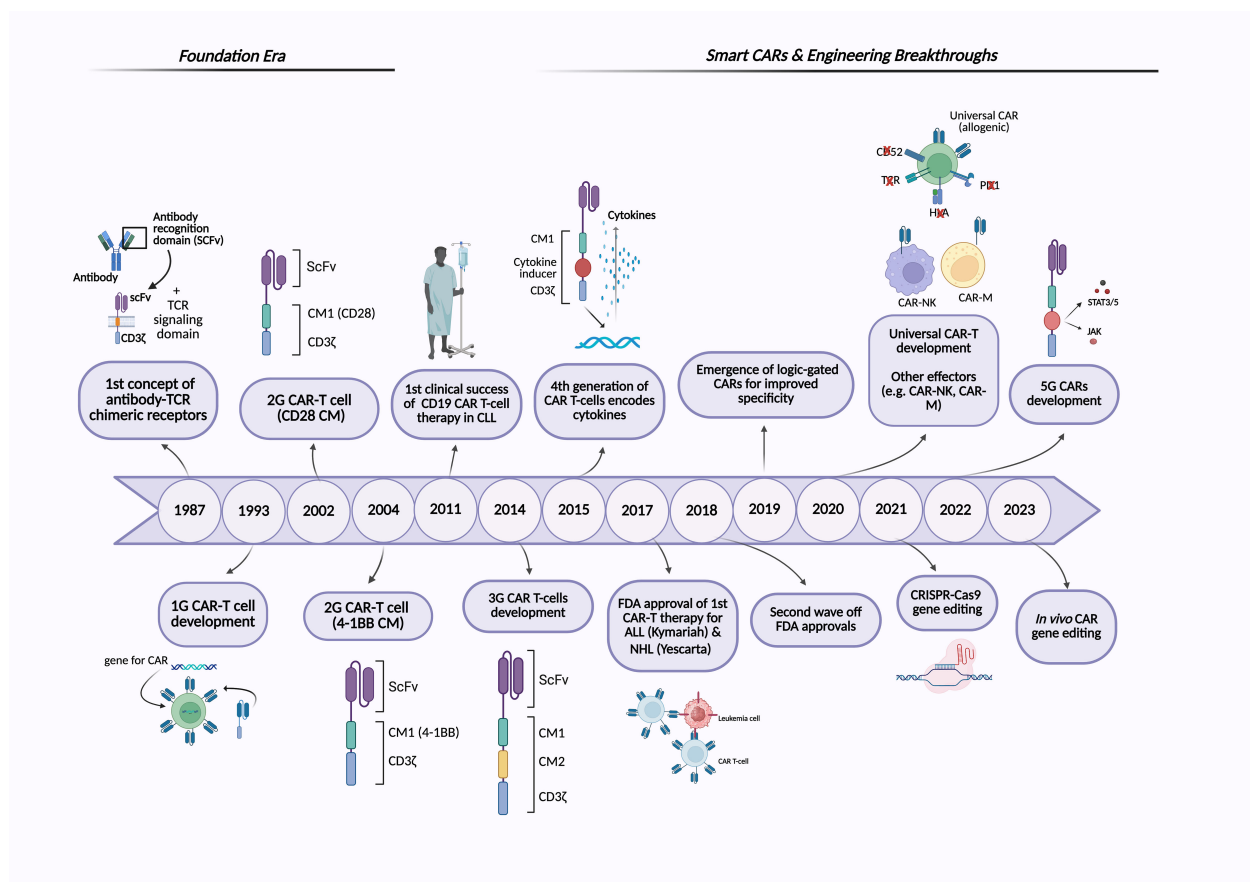 Foundation Era
Smart CARs & Engineering Breakthroughs
Antibody
recognition
domain (SCFv)
Antibody
scFv
CD3ζ
+
TCR
signaling
domain
ScFv
CM1 (CD28)
CD3ζ
Cytokines
CM1
Cytokine
inducer
CD3ζ
Universal CAR
(allogenic)
CD52
TCR
PD1
HLA
CAR-NK
CAR-M
STAT3/5
JAK
1st concept of
antibody-TCR
chimeric receptors
2G CAR-T cell
(CD28 CM)
1st clinical success
of CD19 CAR T-cell
therapy in CLL
4th generation of
CAR T-cells encodes
cytokines
Emergence of logic-gated
CARs for improved
specificity
Universal CAR-T
development
Other effectors
(e.g. CAR-NK, CAR-
M)
5G CARs
development
1987
1993
2002
2004
2011
2014
2015
2017
2018
2019
2020
2021
2022
2023
1G CAR-T cell
development
2G CAR-T cell
(4-1BB CM)
3G CAR T-cells
development
FDA approval of 1st
CAR-T therapy for
ALL (Kymariah) &
NHL (Yescarta)
Second wave off
FDA approvals
CRISPR-Cas9
gene editing
In vivo CAR
gene editing
gene for CAR
ScFv
CM1 (4-1BB)
CD3ζ
ScFv
CM1
CM2
CD3ζ
Leukemia cell
CAR T-cell